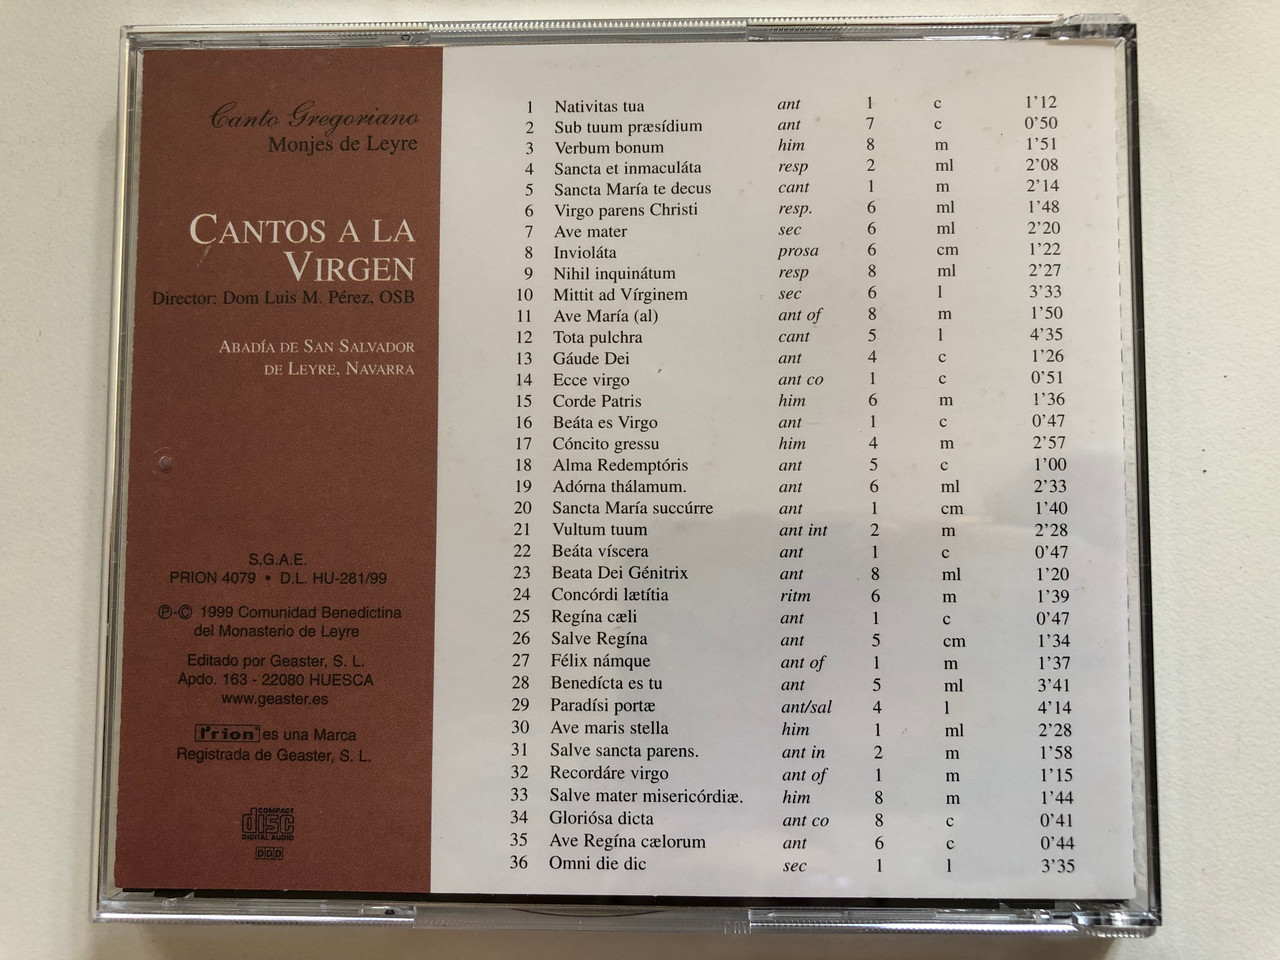 Canto Gregoriano
Monjes de Leyre
CANTOS A LA
VIRGEN
Director: Dom Luis M. Pérez, OSB
ABADÍA DE SAN SALVADOR
DE LEYRE, NAVARRA
S.G.A.E.
PRION 4079 • D.L. HU-281/99
Ⓟ-© 1999 Comunidad Benedictina
del Monasterio de Leyre
Editado por Geaster, S. L.
Apdo. 163 - 22080 HUESCA
www.geaster.es
Prion es una Marca
Registrada de Geaster, S. L.
COMPACT
disc
DIGITAL AUDIO
DDD
1 Nativitas tua ant 1 c 1'12
2 Sub tuum præsídium ant 7 c 0'50
3 Verbum bonum him 8 m 1'51
4 Sancta et inmaculáta resp 2 ml 2'08
5 Sancta María te decus cant 1 m 2'14
6 Virgo parens Christi resp. 6 ml 1'48
7 Ave mater sec 6 ml 2'20
8 Invioláta prosa 6 cm 1'22
9 Nihil inquinátum resp 8 ml 2'27
10 Mittit ad Vírginem sec 6 l 3'33
11 Ave María (al) ant of 8 m 1'50
12 Tota pulchra cant 5 l 4'35
13 Gáude Dei ant 4 c 1'26
14 Ecce virgo ant co 1 c 0'51
15 Corde Patris him 6 m 1'36
16 Beáta es Virgo ant 1 c 0'47
17 Cóncito gressu him 4 m 2'57
18 Alma Redemptóris ant 5 c 1'00
19 Adórna thálamum. ant 6 ml 2'33
20 Sancta María succúrre ant 1 cm 1'40
21 Vultum tuum ant int 2 m 2'28
22 Beáta víscera ant 1 c 0'47
23 Beata Dei Génitrix ant 8 ml 1'20
24 Concórdi lætítia ritm 6 m 1'39
25 Regína cæli ant 1 c 0'47
26 Salve Regína ant 5 cm 1'34
27 Félix námque ant of 1 m 1'37
28 Benedícta es tu ant 5 ml 3'41
29 Paradísi portæ ant/sal 4 l 4'14
30 Ave maris stella him 1 ml 2'28
31 Salve sancta parens. ant in 2 m 1'58
32 Recordáre virgo ant of 1 m 1'15
33 Salve mater misericórdiæ. him 8 m 1'44
34 Gloriósa dicta ant co 8 c 0'41
35 Ave Regína cælorum ant 6 c 0'44
36 Omni die dic sec 1 l 3'35